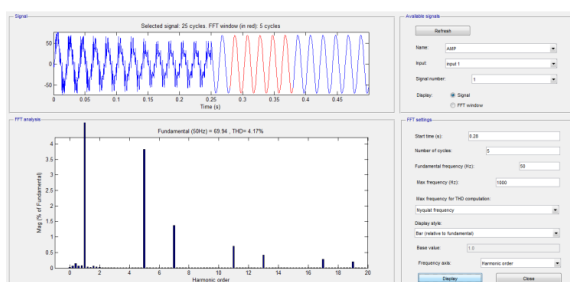 Signal
Selected signal: 25 cycles. FFT window (in red): 5 cycles
50
0
-50
0 0.05 0.1 0.15 0.2 0.25 0.3 0.35 0.4 0.45
Time (s)
FFT analysis
Fundamental (50Hz) = 69.94 , THD= 4.17%
Mag (% of Fundamental)
4
3.5
3
2.5
2
1.5
1
0.5
0
0 2 4 6 8 10 12 14 16 18 20
Harmonic order
Available signals
Refresh
Name: AMP
Input: input 1
Signal number: 1
Display: Signal
FFT window
FFT settings
Start time (s): 0.28
Number of cycles: 5
Fundamental frequency (Hz): 50
Max frequency (Hz): 1000
Max frequency for THD computation:
Nyquist frequency
Display style:
Bar (relative to fundamental)
Base value: 1.0
Frequency axis: Harmonic order
Display Close